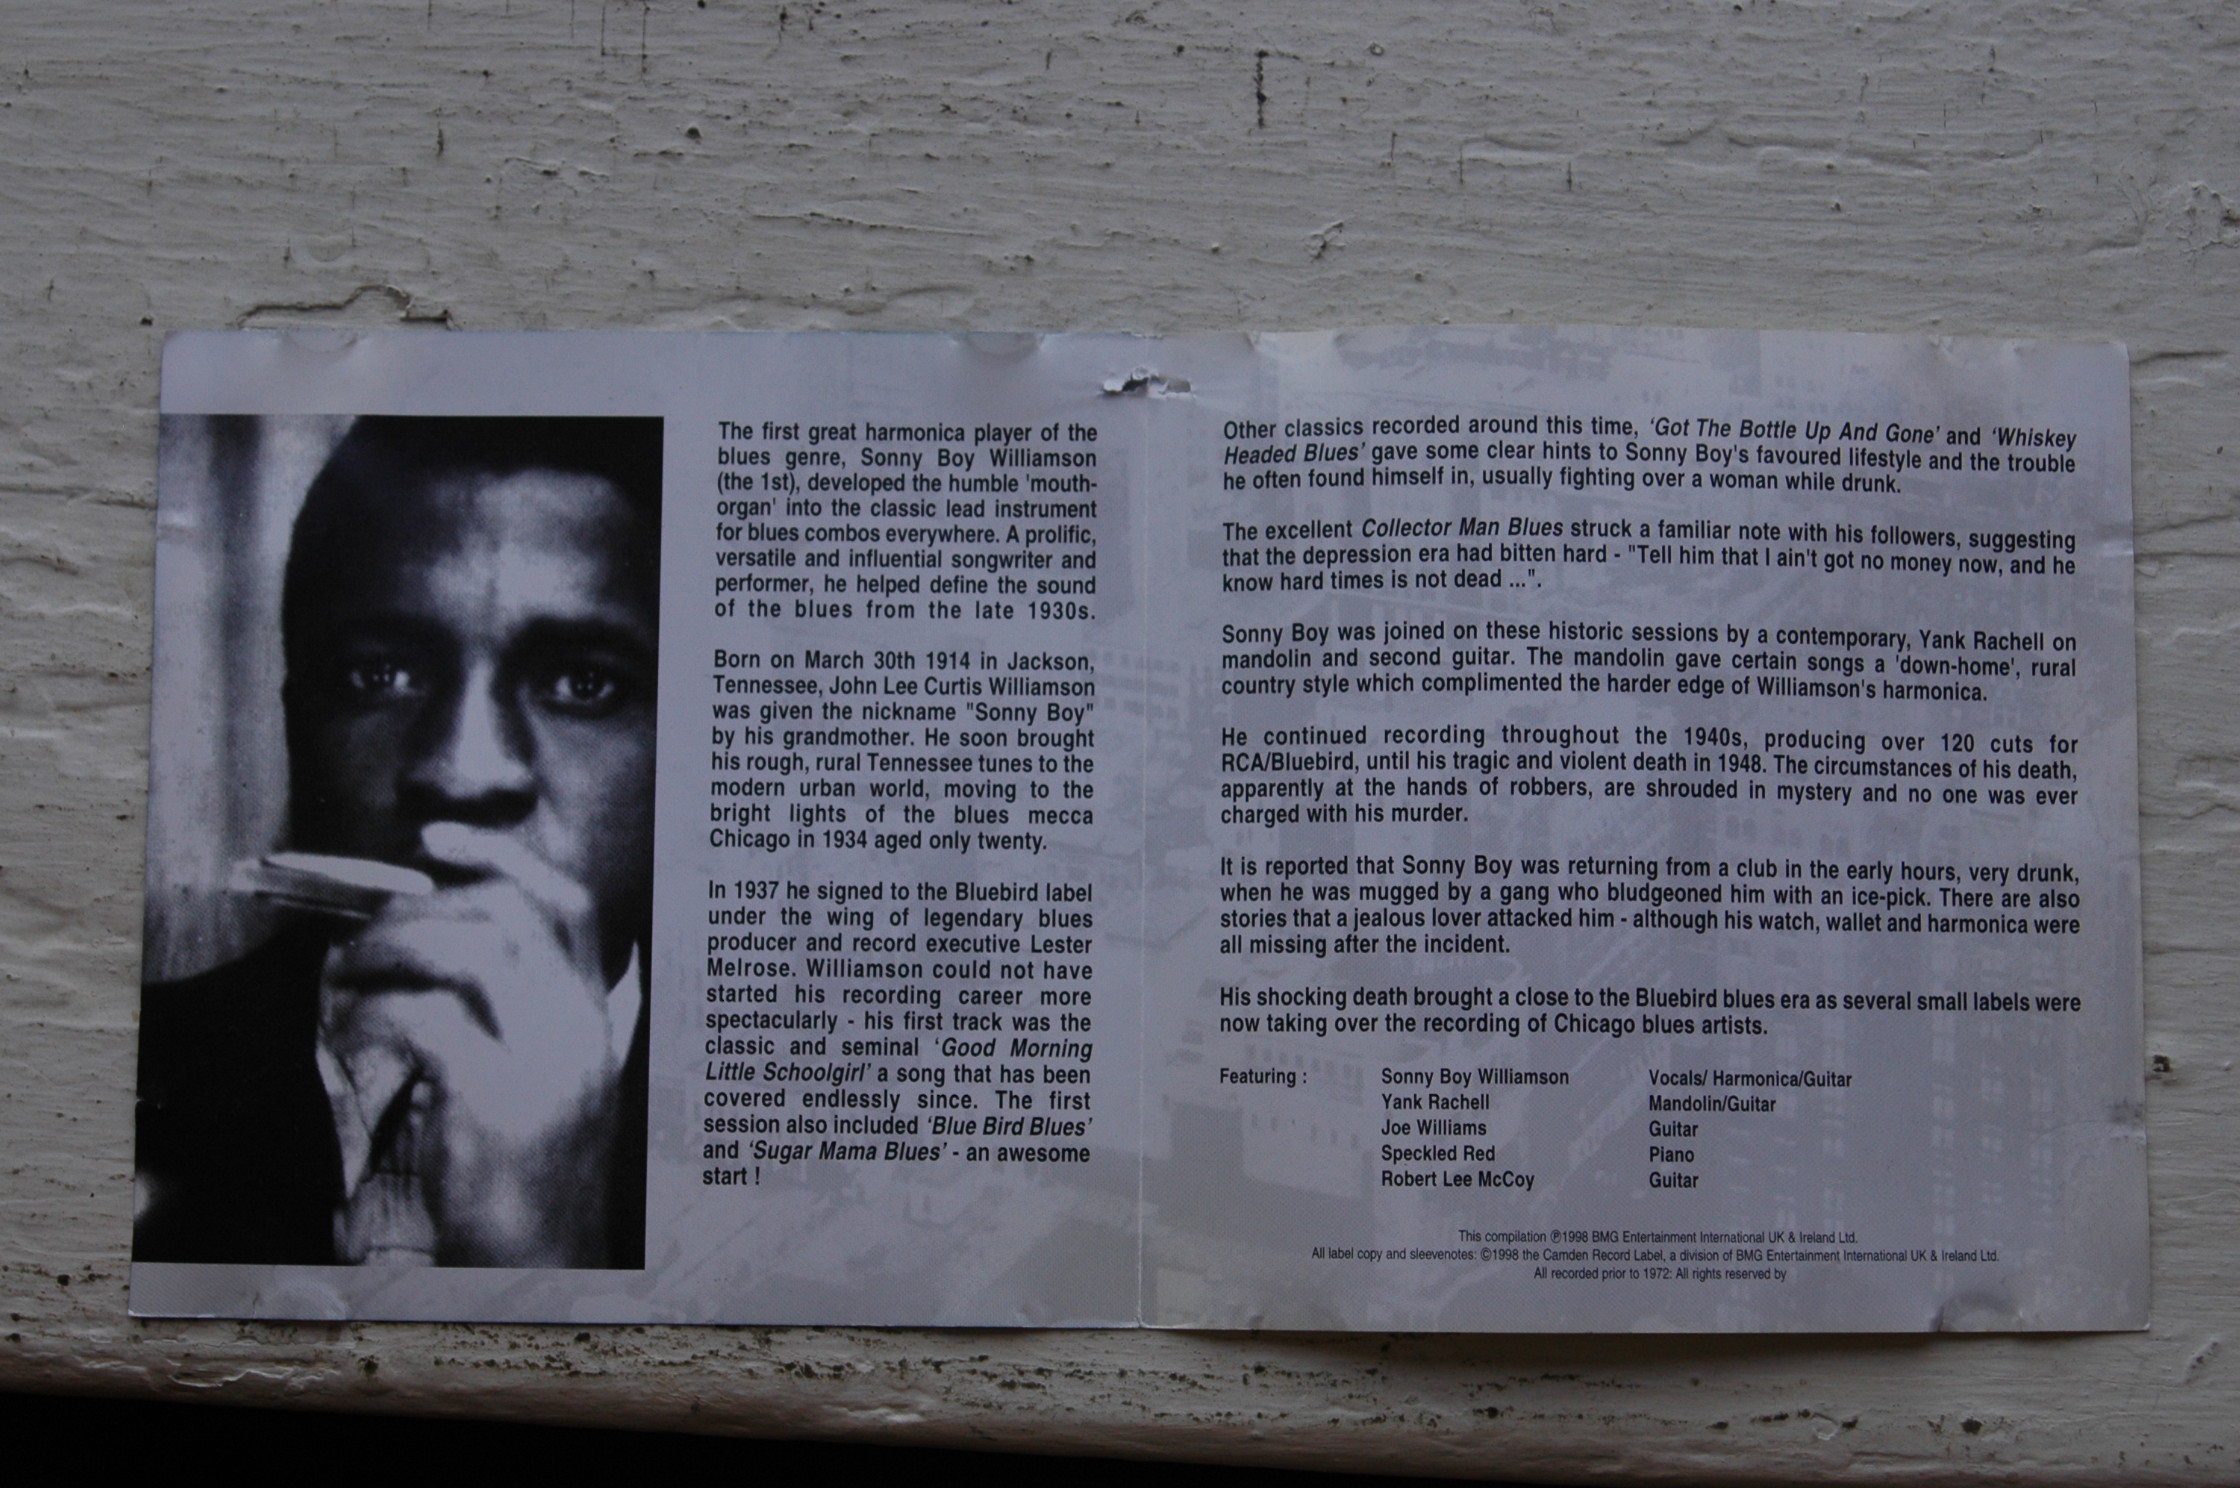 The first great harmonica player of the
blues genre, Sonny Boy Williamson
(the 1st), developed the humble 'mouth-
organ' into the classic lead instrument
for blues combos everywhere. A prolific,
versatile and influential songwriter and
performer, he helped define the sound
of the blues from the late 1930s.
Born on March 30th 1914 in Jackson,
Tennessee, John Lee Curtis Williamson
was given the nickname "Sonny Boy"
by his grandmother. He soon brought
his rough, rural Tennessee tunes to the
modern urban world, moving to the
bright lights of the blues mecca
Chicago in 1934 aged only twenty.
In 1937 he signed to the Bluebird label
under the wing of legendary blues
producer and record executive Lester
Melrose. Williamson could not have
started his recording career more
spectacularly - his first track was the
classic and seminal 'Good Morning
Little Schoolgirl' a song that has been
covered endlessly since. The first
session also included 'Blue Bird Blues'
and 'Sugar Mama Blues' - an awesome
start !
Other classics recorded around this time, 'Got The Bottle Up And Gone' and 'Whiskey
Headed Blues' gave some clear hints to Sonny Boy's favoured lifestyle and the trouble
he often found himself in, usually fighting over a woman while drunk.
The excellent Collector Man Blues struck a familiar note with his followers, suggesting
that the depression era had bitten hard - "Tell him that I ain't got no money now, and he
know hard times is not dead ...".
Sonny Boy was joined on these historic sessions by a contemporary, Yank Rachell on
mandolin and second guitar. The mandolin gave certain songs a 'down-home', rural
country style which complimented the harder edge of Williamson's harmonica.
He continued recording throughout the 1940s, producing over 120 cuts for
RCA/Bluebird, until his tragic and violent death in 1948. The circumstances of his death,
apparently at the hands of robbers, are shrouded in mystery and no one was ever
charged with his murder.
It is reported that Sonny Boy was returning from a club in the early hours, very drunk,
when he was mugged by a gang who bludgeoned him with an ice-pick. There are also
stories that a jealous lover attacked him - although his watch, wallet and harmonica were
all missing after the incident.
His shocking death brought a close to the Bluebird blues era as several small labels were
now taking over the recording of Chicago blues artists.
Featuring : Sonny Boy Williamson Vocals/ Harmonica/Guitar
Yank Rachell Mandolin/Guitar
Joe Williams Guitar
Speckled Red Piano
Robert Lee McCoy Guitar
This compilation ℗1998 BMG Entertainment International UK & Ireland Ltd.
All label copy and sleevenotes: ©1998 the Camden Record Label, a division of BMG Entertainment International UK & Ireland Ltd.
All recorded prior to 1972: All rights reserved by